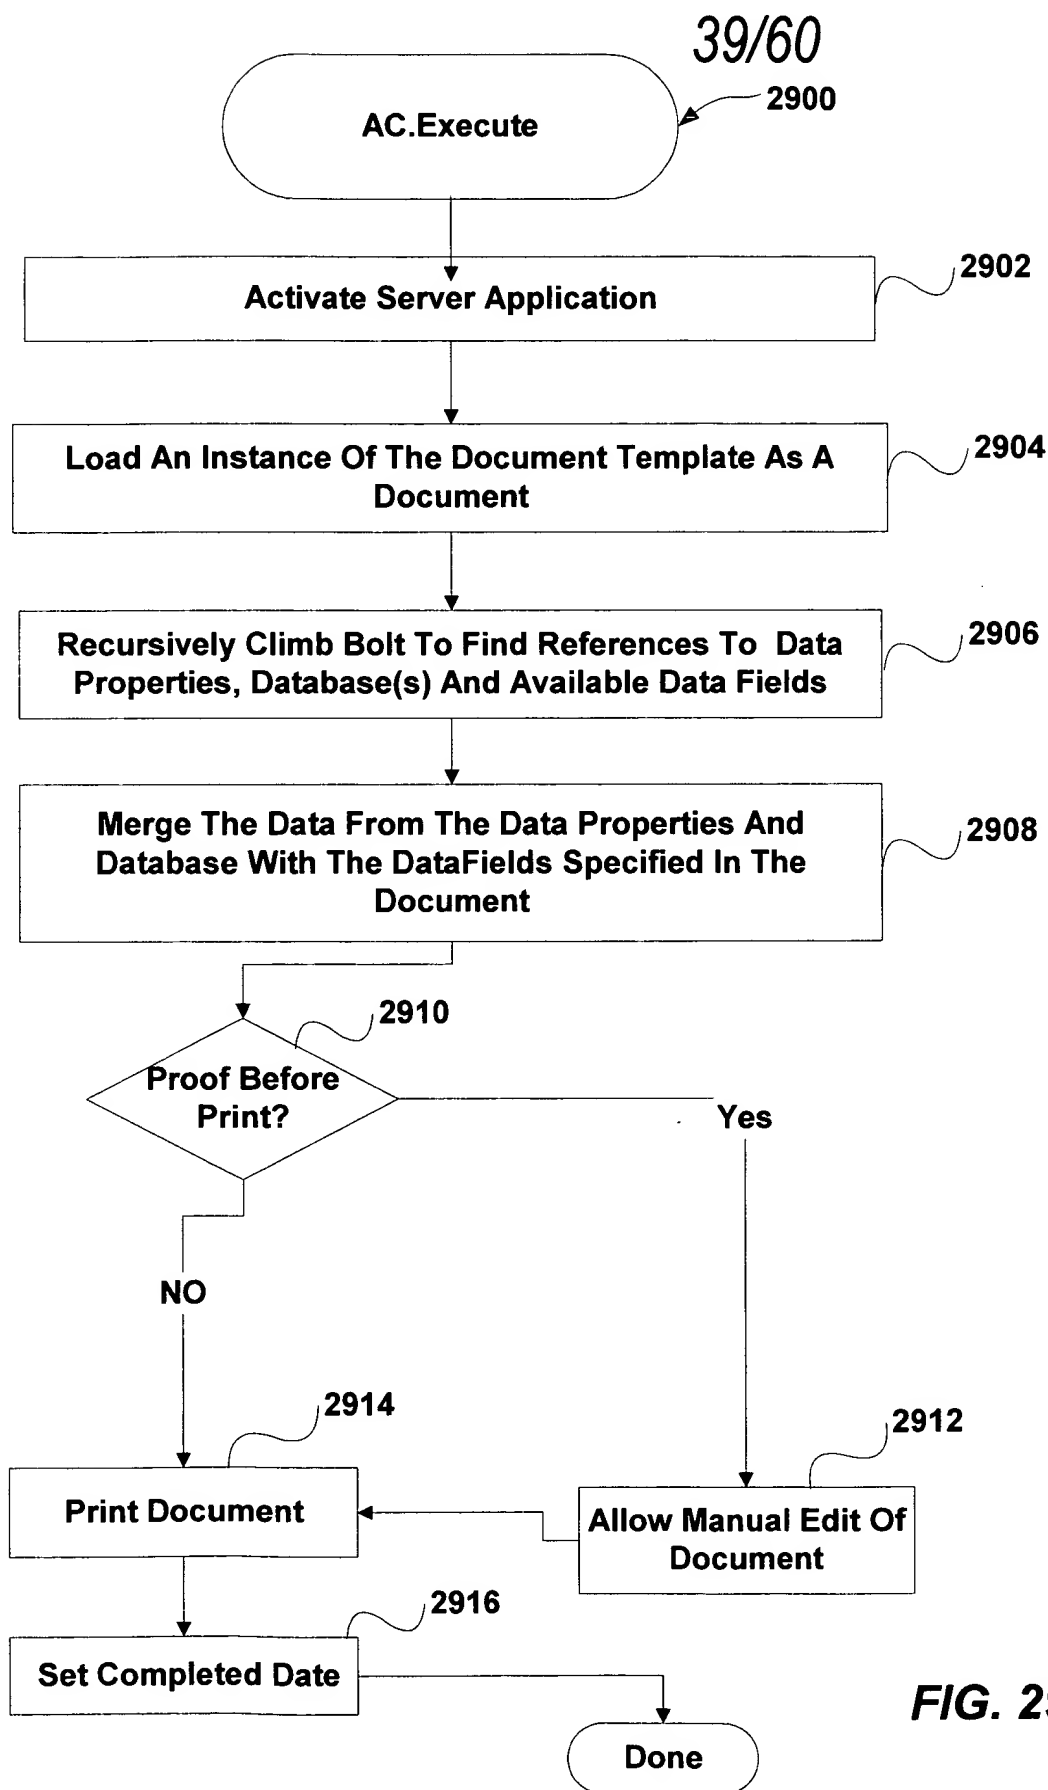 39/60
AC.Execute
2900
Activate Server Application
2902
Load An Instance Of The Document Template As A
Document
2904
Recursively Climb Bolt To Find References To Data
Properties, Database(s) And Available Data Fields
2906
Merge The Data From The Data Properties And
Database With The DataFields Specified In The
Document
2908
2910
Proof Before
Print?
Yes
NO
2914
2912
Print Document
Allow Manual Edit Of
Document
2916
Set Completed Date
FIG.
Done